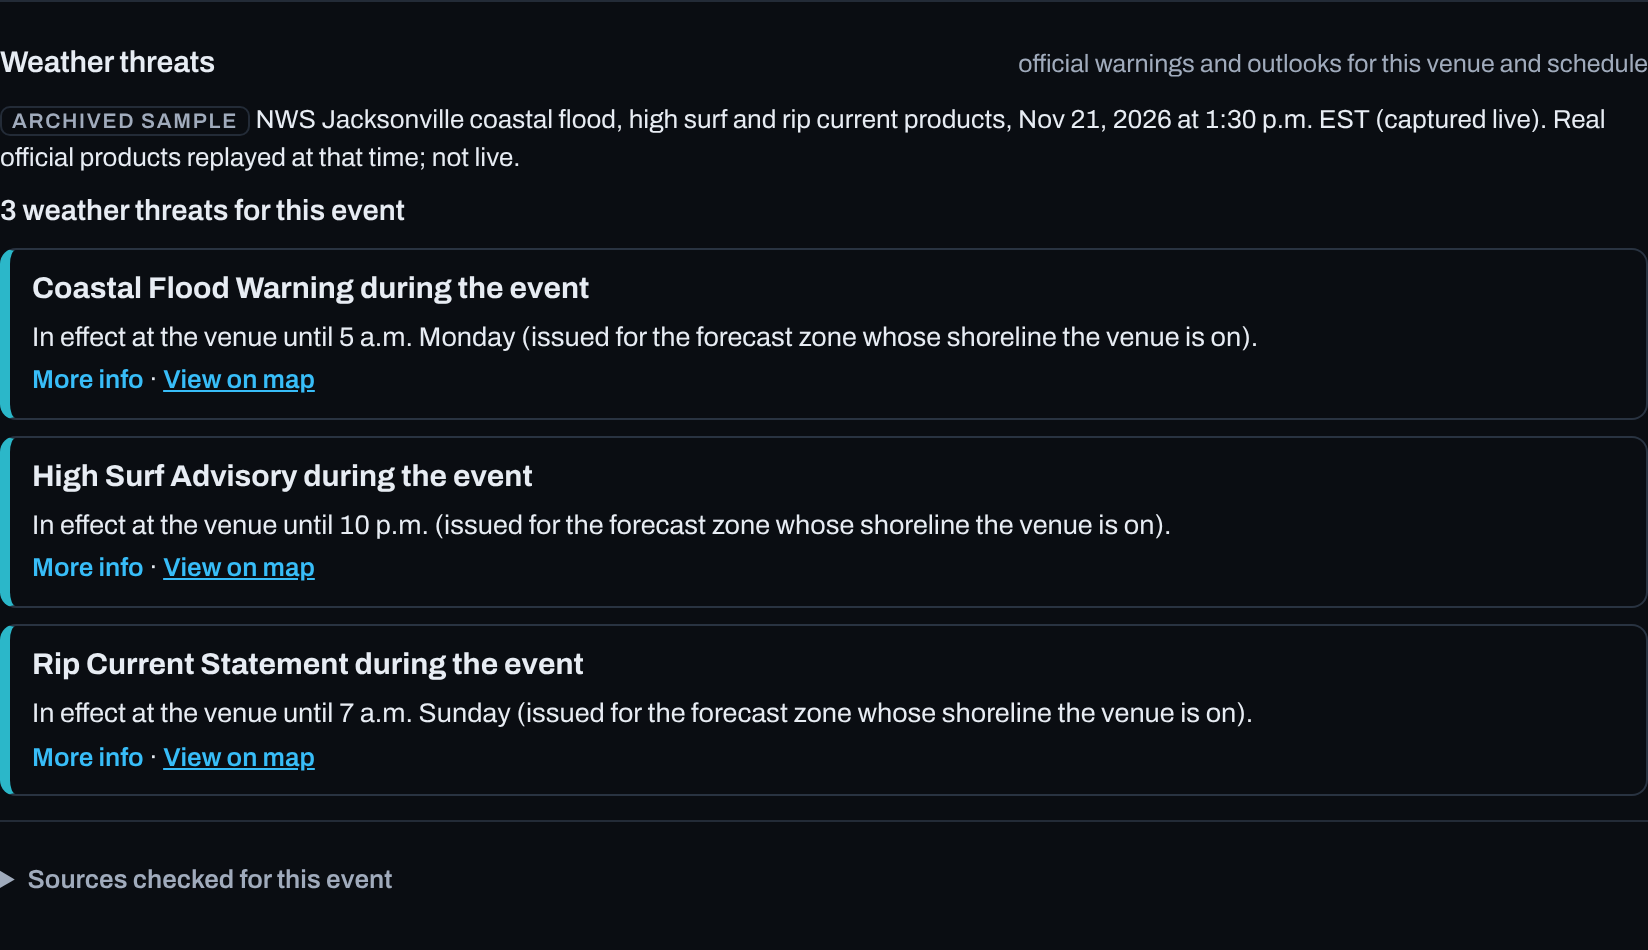 Weather threats
official warnings and outlooks for this venue and schedule
ARCHIVED SAMPLE NWS Jacksonville coastal flood, high surf and rip current products, Nov 21, 2026 at 1:30 p.m. EST (captured live). Real
official products replayed at that time; not live.
3 weather threats for this event
Coastal Flood Warning during the event
In effect at the venue until 5 a.m. Monday (issued for the forecast zone whose shoreline the venue is on).
More info · View on map
High Surf Advisory during the event
In effect at the venue until 10 p.m. (issued for the forecast zone whose shoreline the venue is on).
More info · View on map
Rip Current Statement during the event
In effect at the venue until 7 a.m. Sunday (issued for the forecast zone whose shoreline the venue is on).
More info · View on map
Sources checked for this event